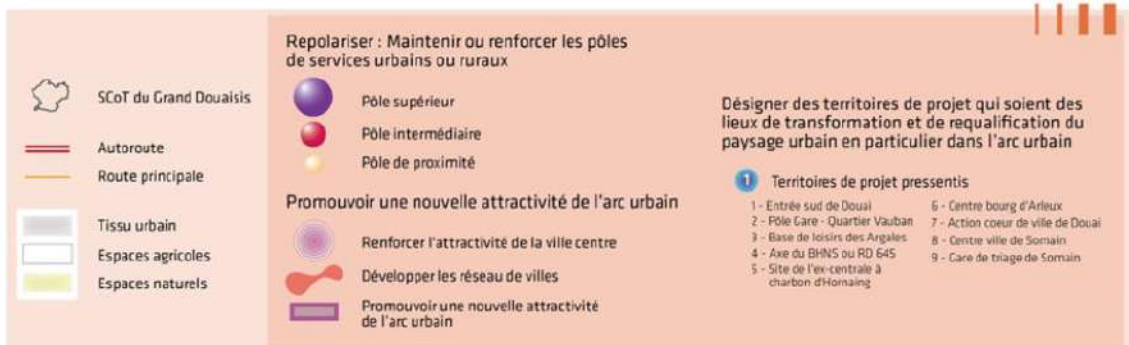 SCoT du Grand Douaisis
Autoroute
Route principale
Tissu urbain
Espaces agricoles
Espaces naturels
Repolariser : Maintenir ou renforcer les pôles
de services urbains ou ruraux
Pôle supérieur
Pôle intermédiaire
Pôle de proximité
Promouvoir une nouvelle attractivité de l'arc urbain
Renforcer l'attractivité de la ville centre
Développer les réseau de villes
Promouvoir une nouvelle attractivité
de l'arc urbain
Désigner des territoires de projet qui soient des
lieux de transformation et de requalification du
paysage urbain en particulier dans l'arc urbain
1 Territoires de projet pressentis
1 - Entrée sud de Douai
2 - Pôle Gare - Quartier Vauban
3 - Base de loisirs des Argales
4 - Axe du BHNS ou RD 645
5 - Site de l'ex-centrale à
charbon d'Hornaing
6 - Centre bourg d'Arleux
7 - Action coeur de ville de Douai
8 - Centre ville de Somain
9 - Gare de triage de Somain